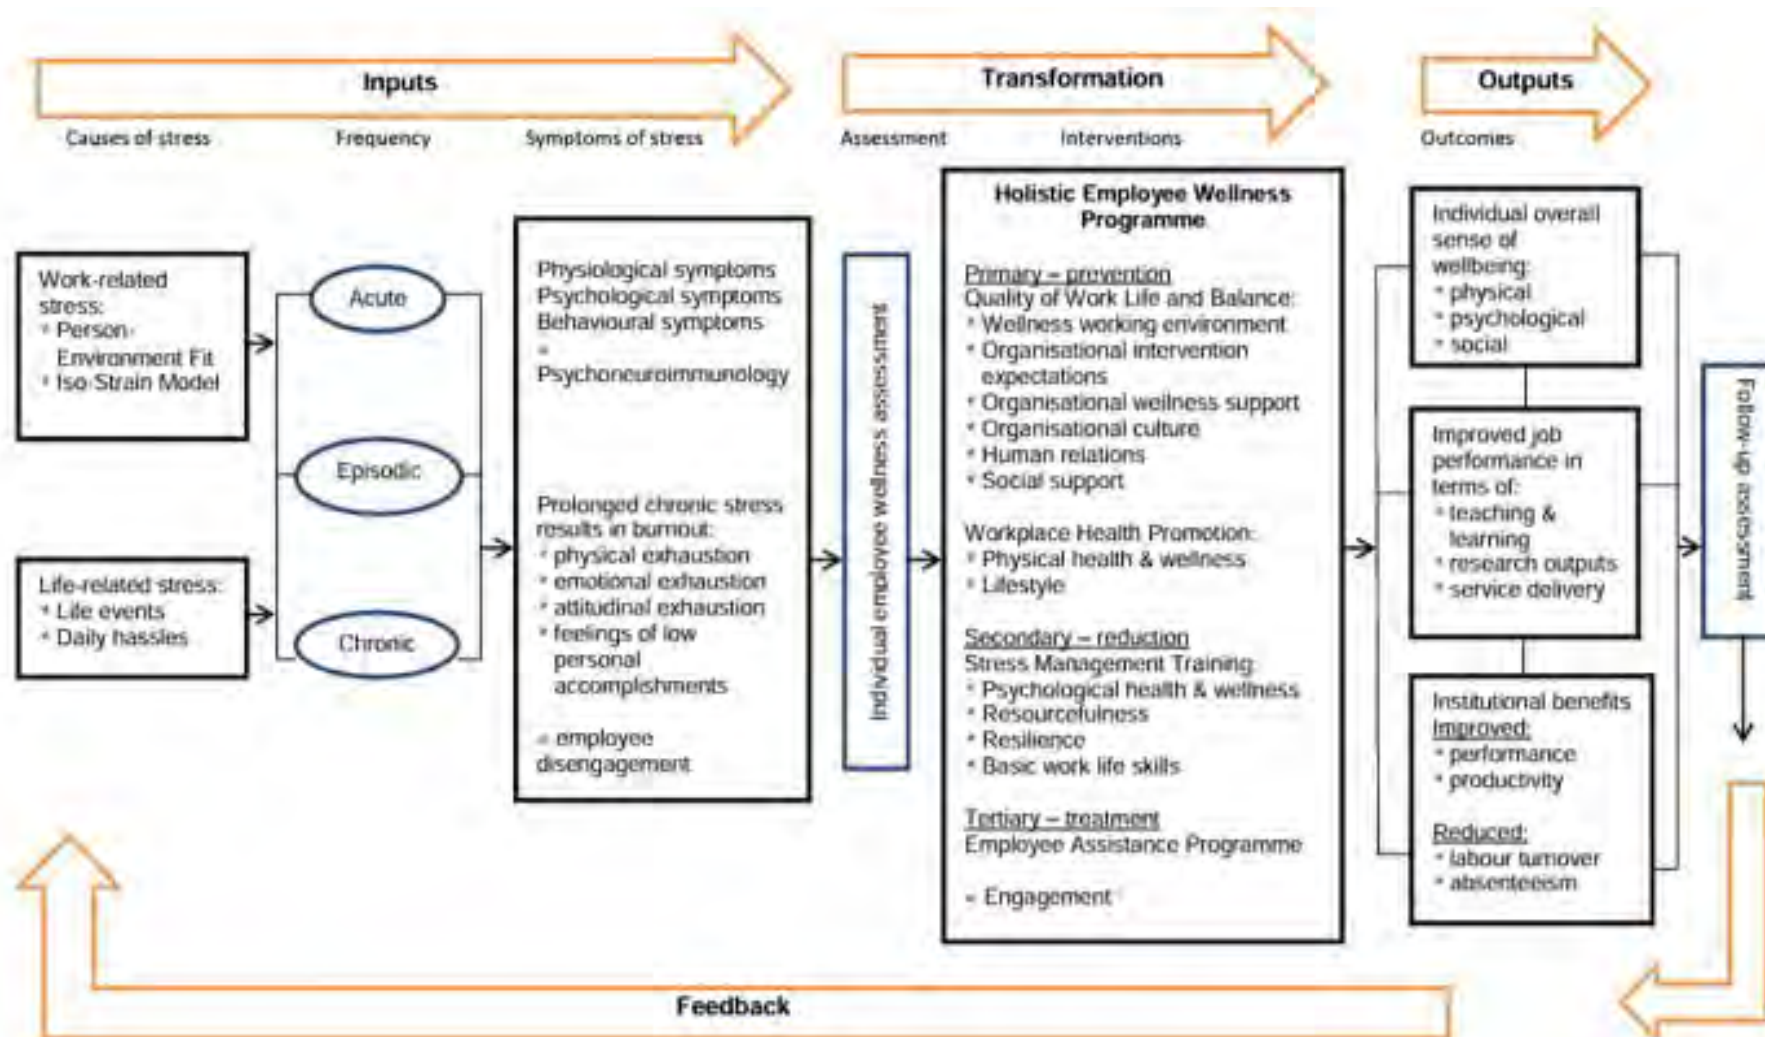 Inputs
Transformation
Outputs
Causes of stress
Frequency
Symptoms of stress
Assessment
Interventions
Outcomes
Work-related
stress:
* Person-
Environment Fit
* Iso-Strain Model
Life-related stress:
* Life events
* Daily hassles
Acute
Episodic
Chronic
Physiological symptoms
Psychological symptoms
Behavioural symptoms
=
Psychoneuroimmunology
Prolonged chronic stress
results in burnout:
* physical exhaustion
* emotional exhaustion
* attitudinal exhaustion
* feelings of low
personal
accomplishments
= employee
disengagement
Individual employee wellness assessment
Holistic Employee Wellness
Programme
Primary – prevention
Quality of Work Life and Balance:
* Wellness working environment
* Organisational intervention
expectations
* Organisational wellness support
* Organisational culture
* Human relations
* Social support
Workplace Health Promotion:
* Physical health & wellness
* Lifestyle
Secondary – reduction
Stress Management Training
* Psychological health & wellness
* Resourcefulness
* Resilience
* Basic work life skills
Tertiary – treatment
Employee Assistance Programme
= Engagement
Individual overall
sense of
wellbeing:
* physical
* psychological
* social
Improved job
performance in
terms of:
* teaching &
learning
* research outputs
* service delivery
Institutional benefits
Improved:
* performance
* productivity
Reduced:
* labour turnover
* absenteeism
Follow-up assessment
Feedback